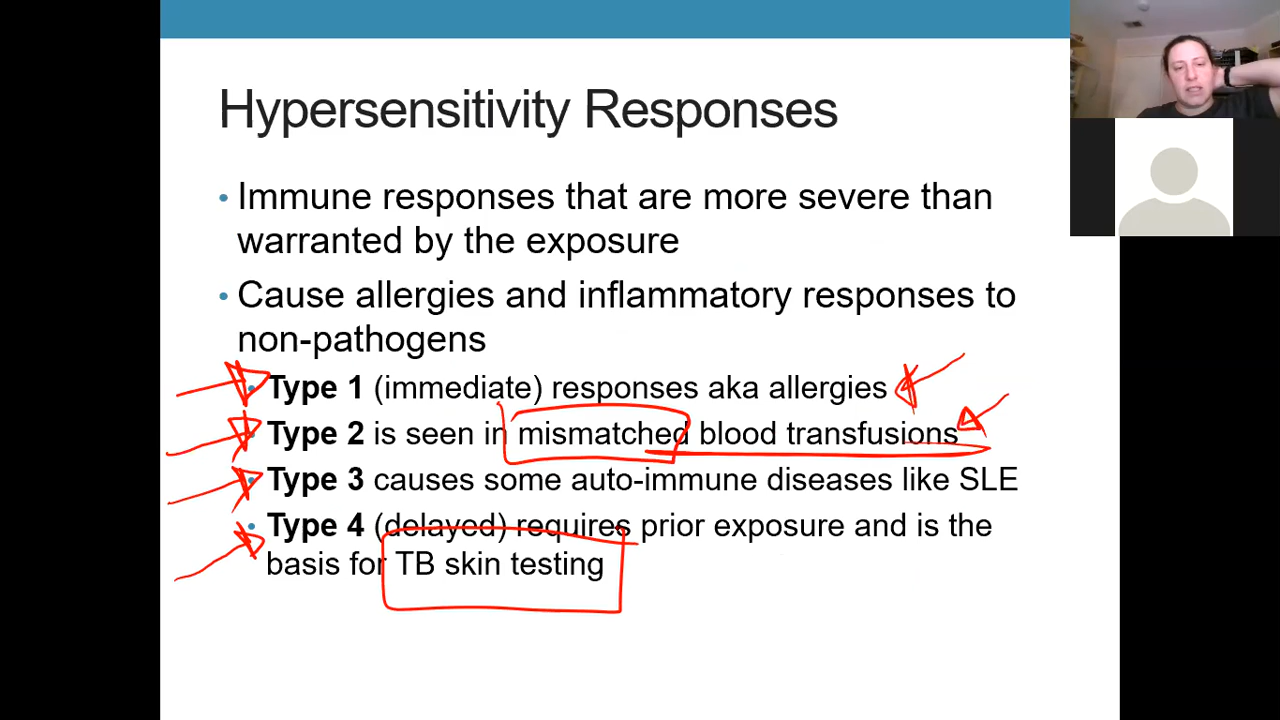 Hypersensitivity Responses
• Immune responses that are more severe than
warranted by the exposure
• Cause allergies and inflammatory responses to
non-pathogens
• Type 1 (immediate) responses aka allergies
• Type 2 is seen in mismatched blood transfusions
• Type 3 causes some auto-immune diseases like SLE
• Type 4 (delayed) requires prior exposure and is the
basis for TB skin testing